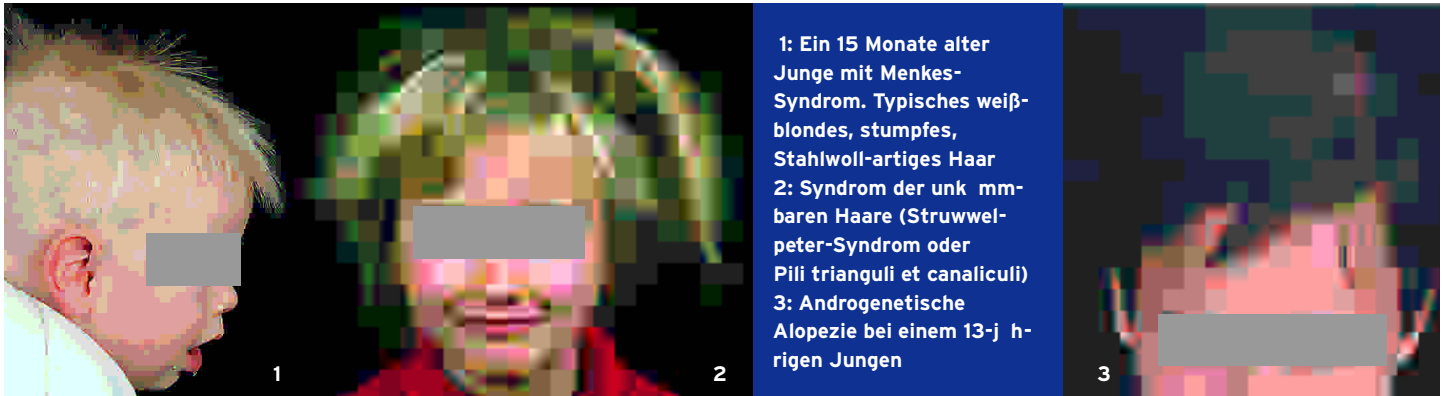 1: Ein 15 Monate alter
Junge mit Menkes-
Syndrom. Typisches weiß-
blondes, stumpfes,
Stahlwoll-artiges Haar
2: Syndrom der unk mm-
baren Haare (Struwwel-
peter-Syndrom oder
Pili trianguli et canaliculi)
3: Androgenetische
Alopezie bei einem 13-j h-
rigen Jungen
1
2
3